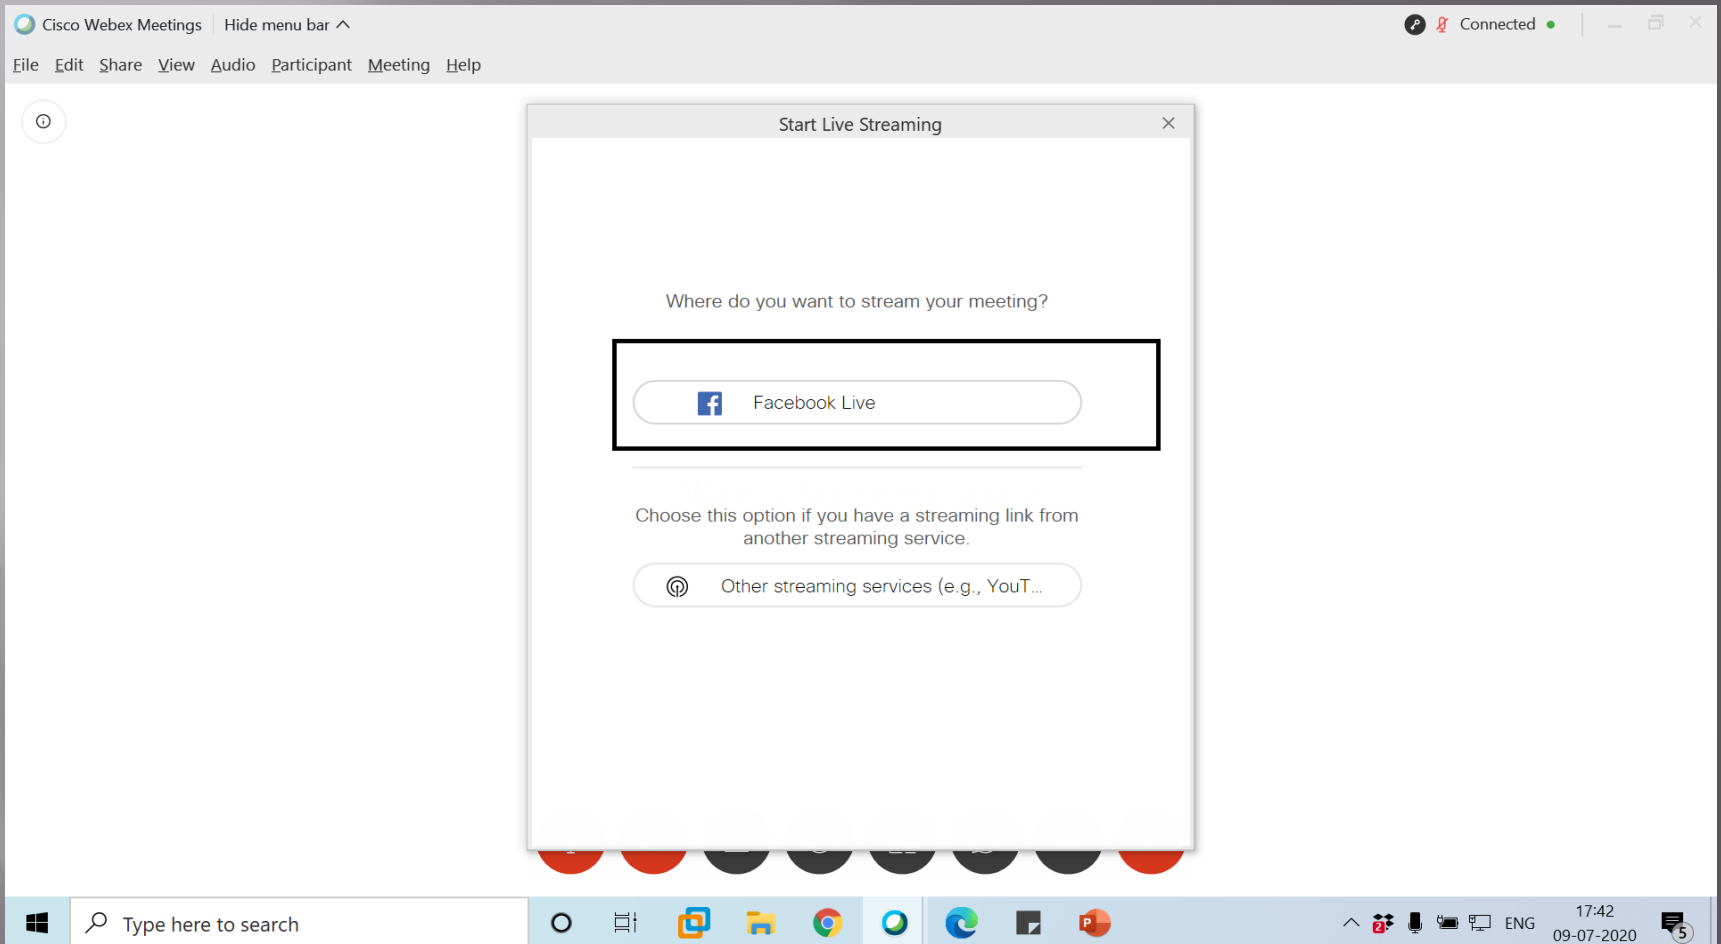 Cisco Webex Meetings Hide menu bar Connected
File Edit Share View Audio Participant Meeting Help
Start Live Streaming
Where do you want to stream your meeting?
Facebook Live
Choose this option if you have a streaming link from
another streaming service.
Other streaming services (e.g., YouT...
Type here to search
2
ENG
17:42
09-07-2020
5